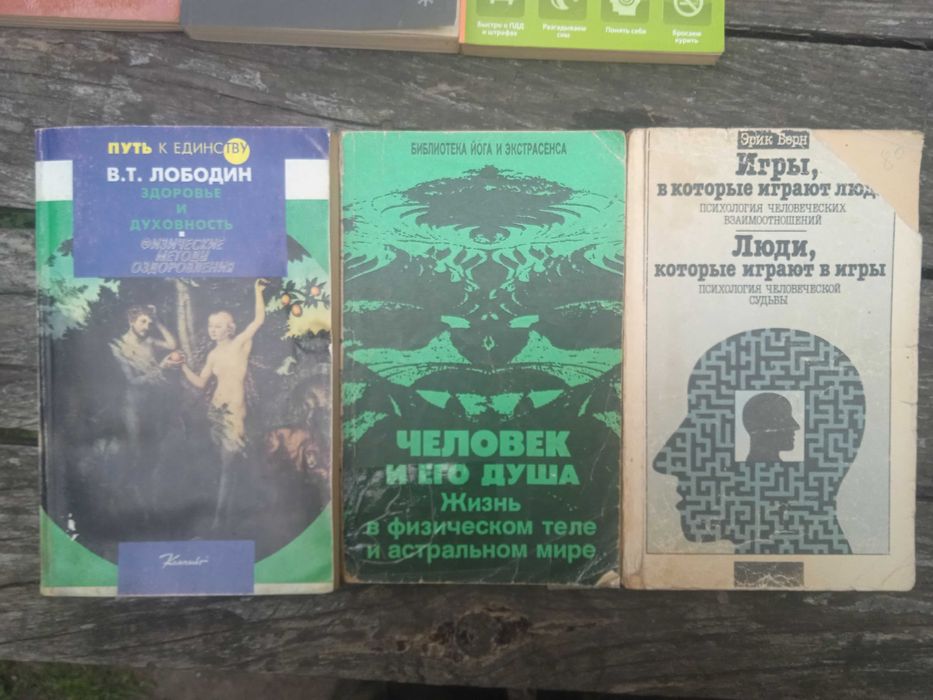 Быстро о ПДД
и штрафах
Разгадываем
сны
Понять себя
Бросаем
курить
ПУТЬ К ЕДИНСТВУ
В.Т. ЛОБОДИН
ЗДОРОВЬЕ
И
ДУХОВНОСТЬ
ФИЗИЧЕСКИЕ
МЕТОДЫ
ОЗДОРОВЛЕНИЯ
БИБЛИОТЕКА ЙОГА И ЭКСТРАСЕНСА
ЧЕЛОВЕК
И ЕГО ДУША
Жизнь
в физическом теле
и астральном мире
Эрик Берн
Игры,
в которые играют люд
ПСИХОЛОГИЯ ЧЕЛОВЕЧЕСКИХ
ВЗАИМООТНОШЕНИЙ
Люди,
которые играют в игры
ПСИХОЛОГИЯ ЧЕЛОВЕЧЕСКОЙ
СУДЬБЫ